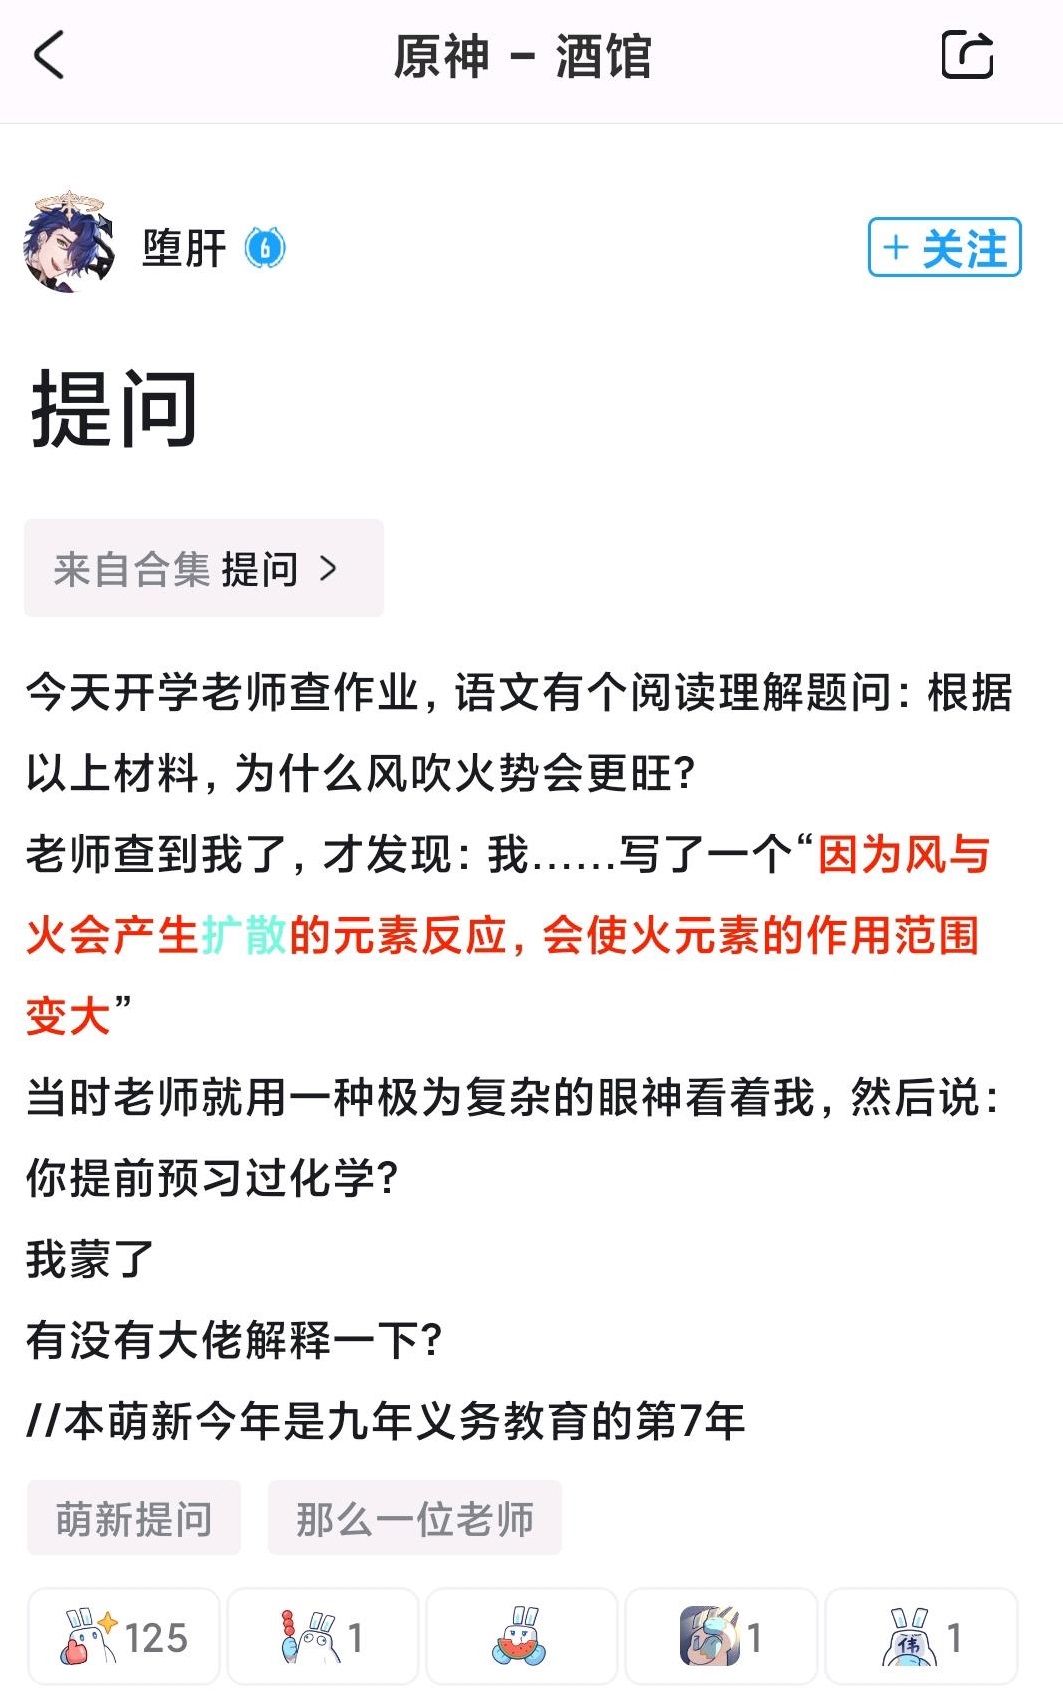 原神 - 酒馆
堕肝 6
+ 关注
提问
来自合集 提问 >
今天开学老师查作业，语文有个阅读理解题问：根据
以上材料，为什么风吹火势会更旺？
老师查到我了，才发现：我……写了一个“因为风与
火会产生扩散的元素反应，会使火元素的作用范围
变大”
当时老师就用一种极为复杂的眼神看着我，然后说：
你提前预习过化学？
我蒙了
有没有大佬解释一下？
//本萌新今年是九年义务教育的第7年
萌新提问 那么一位老师
125 1 1 伟 1